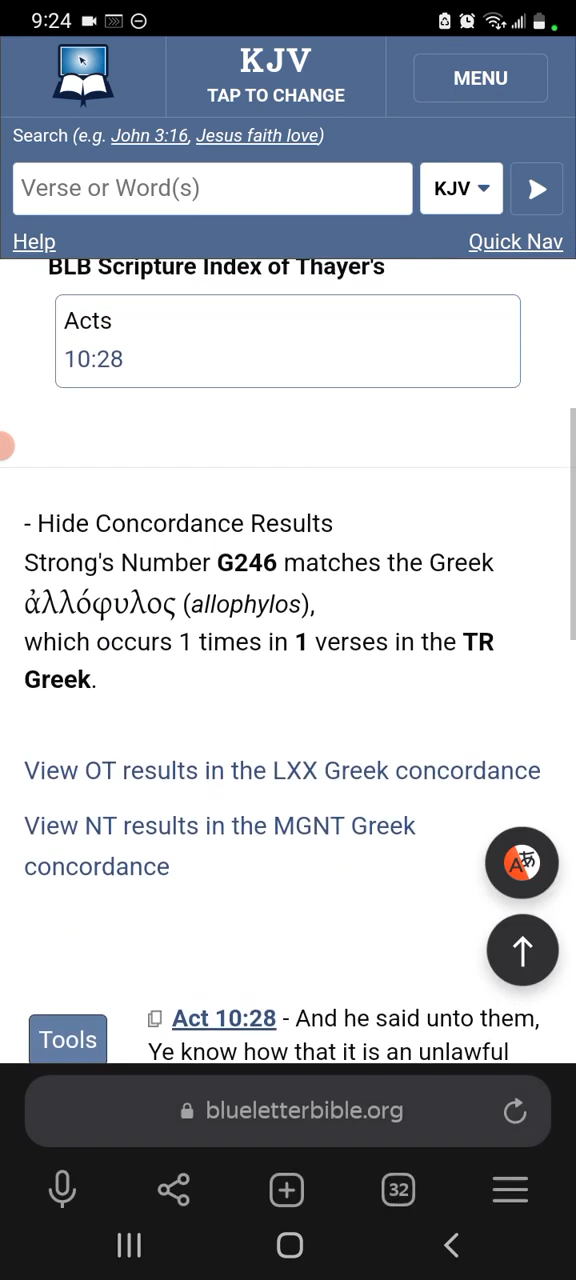 9:24
KJV
TAP TO CHANGE
MENU
Search (e.g. John 3:16, Jesus faith love)
Verse or Word(s)
KJV
Help
Quick Nav
BLB Scripture Index of Thayer's
Acts
10:28
- Hide Concordance Results
Strong's Number G246 matches the Greek
ἀλλόφυλος (allophylos),
which occurs 1 times in 1 verses in the TR
Greek.
View OT results in the LXX Greek concordance
View NT results in the MGNT Greek
concordance
Aあ
Tools
Act 10:28 - And he said unto them,
Ye know how that it is an unlawful
blueletterbible.org
32